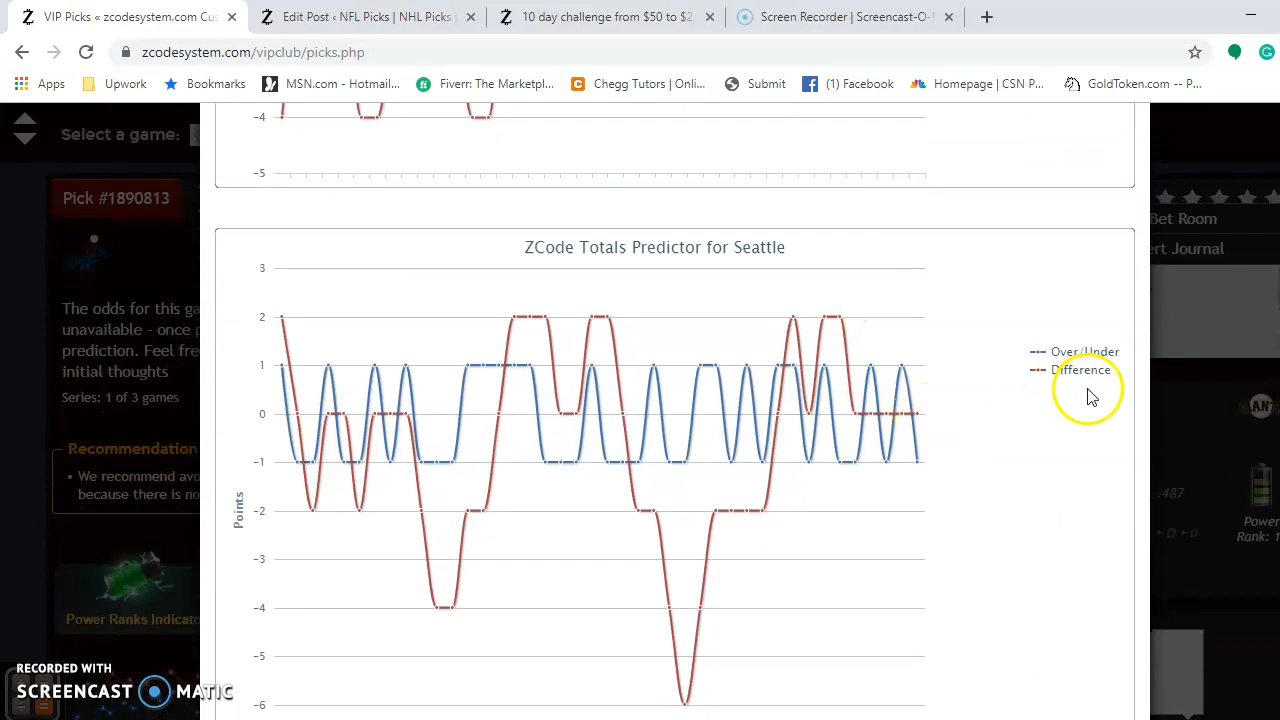 VIP Picks « zcodesystem.com Cus
Edit Post ‹ NFL Picks | NHL Picks |
10 day challenge from $50 to $2
Screen Recorder | Screencast-O-
zcodesystem.com/vipclub/picks.php
Apps Upwork Bookmarks MSN.com - Hotmail... Fiverr: The Marketpl... Chegg Tutors | Onli... Submit (1) Facebook Homepage | CSN P... GoldToken.com -- P...
Select a game:
-4
-5
Pick #1890813
Bet Room
ert Journal
The odds for this ga
unavailable - once
prediction. Feel fre
initial thoughts
Series: 1 of 3 games
Recommendation
We recommend avo
because there is no
Power Ranks Indicato
ZCode Totals Predictor for Seattle
3
2
1
0
-1
-2
-3
-4
-5
-6
Points
Over/Under
Difference
.487
Power
Rank: 1
RECORDED WITH
SCREENCAST MATIC